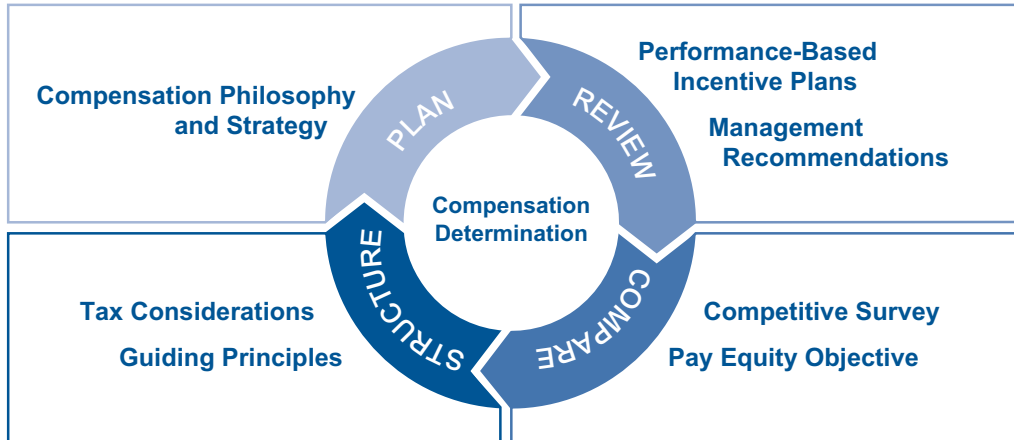 Compensation Philosophy
and Strategy
PLAN
REVIEW
Performance-Based
Incentive Plans
Management
Recommendations
Compensation
Determination
Tax Considerations
Guiding Principles
STRUCTURE
COMPARE
Competitive Survey
Pay Equity Objective